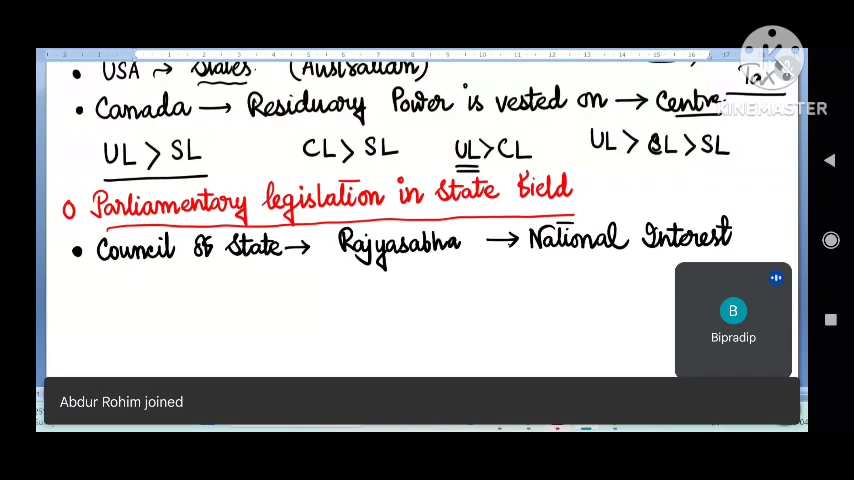 • USA → States. (Australian)
Tax
• Canada → Residuary Power is vested on → Centre
KINEMASTER
UL > SL CL > SL UL > CL UL > CL > SL
o Parliamentary legislation in State field
• Council of State → Rajyasabha → National Interest
B
Bipradip
Abdur Rohim joined